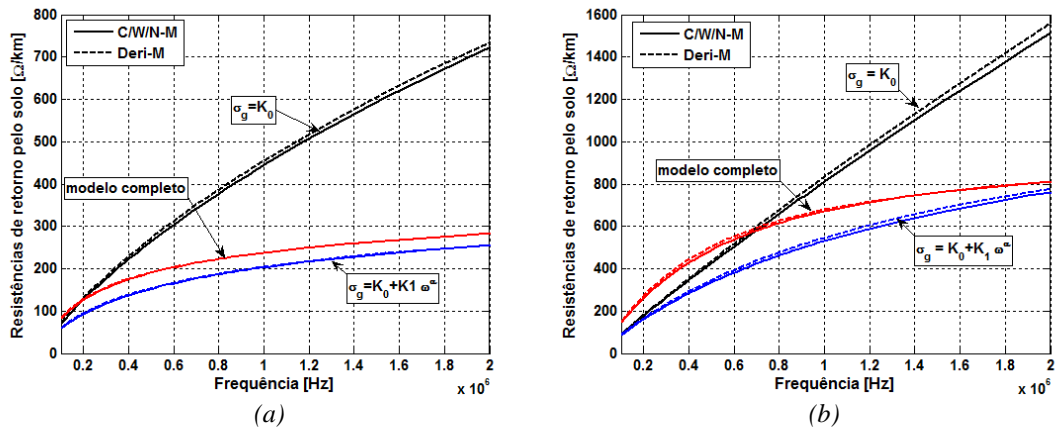 Resistências de retorno pelo solo [Ω/km]
800
700
600
500
400
300
200
100
0
C/W/N-M
Deri-M
σg=K0
modelo completo
σg=K0+K1 ω^α
0.2 0.4 0.6 0.8 1 1.2 1.4 1.6 1.8 2
Frequência [Hz]
x 10^6
(a)
Resistências de retorno pelo solo [Ω/km]
1600
1400
1200
1000
800
600
400
200
0
C/W/N-M
Deri-M
σg = K0
modelo completo
σg = K0+K1 ω^α
0.2 0.4 0.6 0.8 1 1.2 1.4 1.6 1.8 2
Frequência [Hz]
x 10^6
(b)